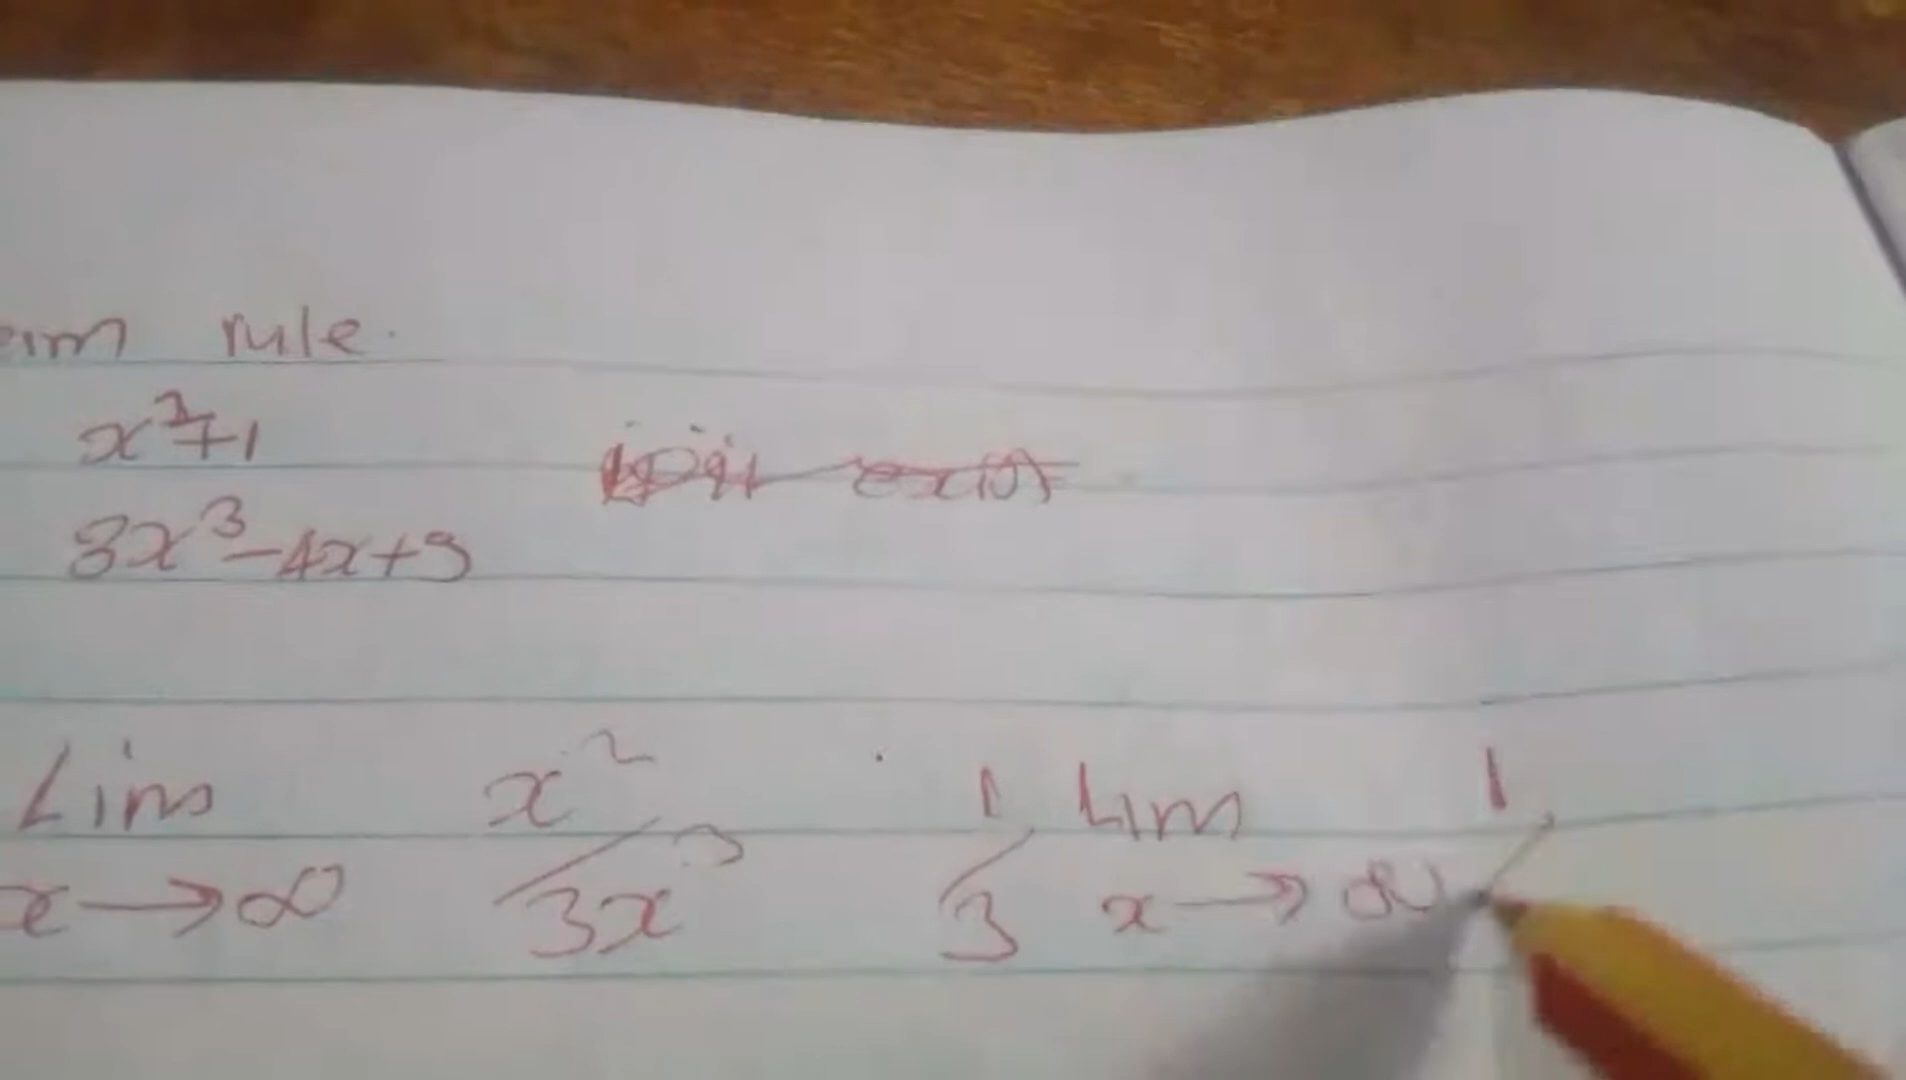 rule.
x²+1
3x³-4x+9
Lim x² 1 Lim 1
x→∞ 3x³ 3 x→∞